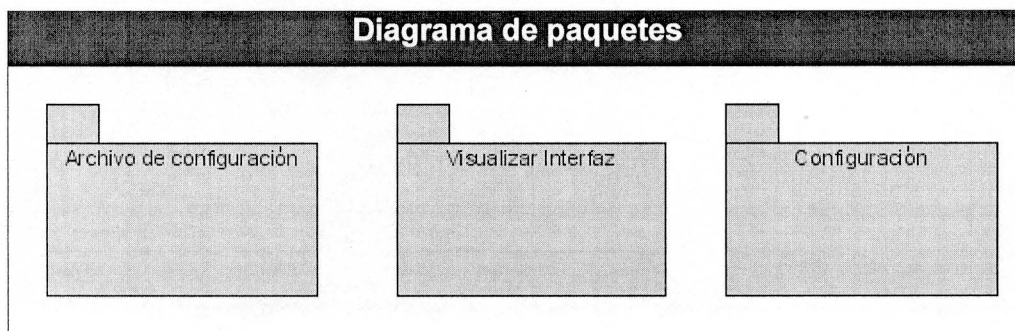 Diagrama de paquetes
Archivo de configuración
Visualizar Interfaz
Configuración